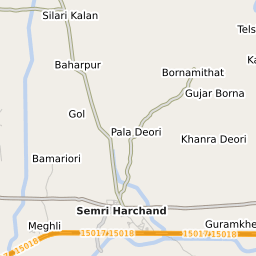 Silari Kalan
Tels
Baharpur
Bornamithat
Gujar Borna
Gol
Pala Deori
Khanra Deori
Bamariori
Semri Harchand
Meghli
Guramkhe
15017 15018
15017 15018
15018